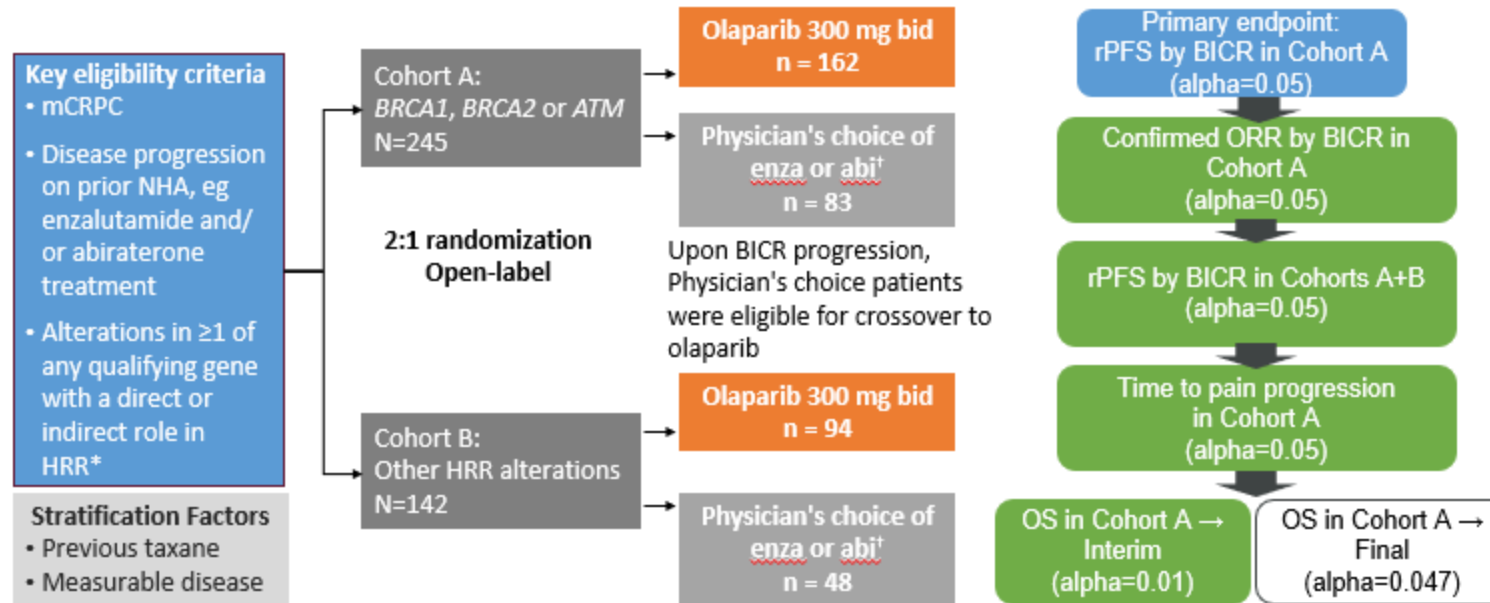 Key eligibility criteria
• mCRPC
• Disease progression
on prior NHA, eg
enzalutamide and/
or abiraterone
treatment
• Alterations in ≥1 of
any qualifying gene
with a direct or
indirect role in
HRR*
Stratification Factors
• Previous taxane
• Measurable disease
Cohort A:
BRCA1, BRCA2 or ATM
N=245
2:1 randomization
Open-label
Cohort B:
Other HRR alterations
N=142
Olaparib 300 mg bid
n = 162
Physician's choice of
enza or abi†
n = 83
Upon BICR progression,
Physician's choice patients
were eligible for crossover to
olaparib
Olaparib 300 mg bid
n = 94
Physician's choice of
enza or abi†
n = 48
Primary endpoint:
rPFS by BICR in Cohort A
(alpha=0.05)
Confirmed ORR by BICR in
Cohort A
(alpha=0.05)
rPFS by BICR in Cohorts A+B
(alpha=0.05)
Time to pain progression
in Cohort A
(alpha=0.05)
OS in Cohort A →
Interim
(alpha=0.01)
OS in Cohort A →
Final
(alpha=0.047)